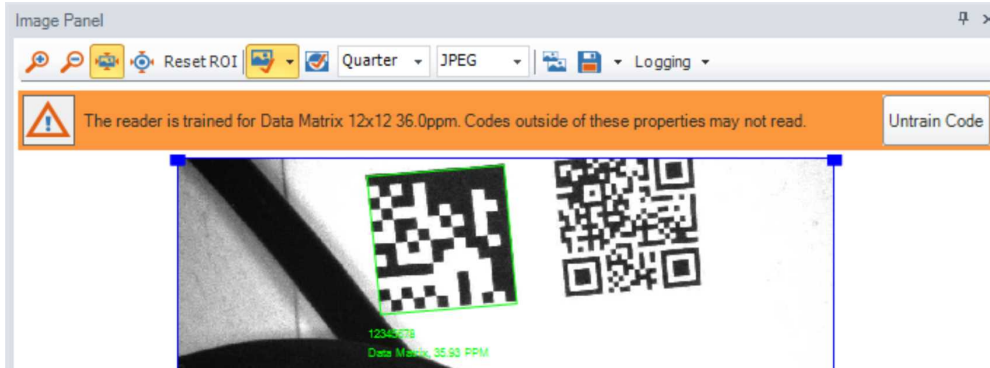 Image Panel
Reset ROI Quarter JPEG Logging
The reader is trained for Data Matrix 12x12 36.0ppm. Codes outside of these properties may not read. Untrain Code
12345678
Data Matrix, 35.93 PPM